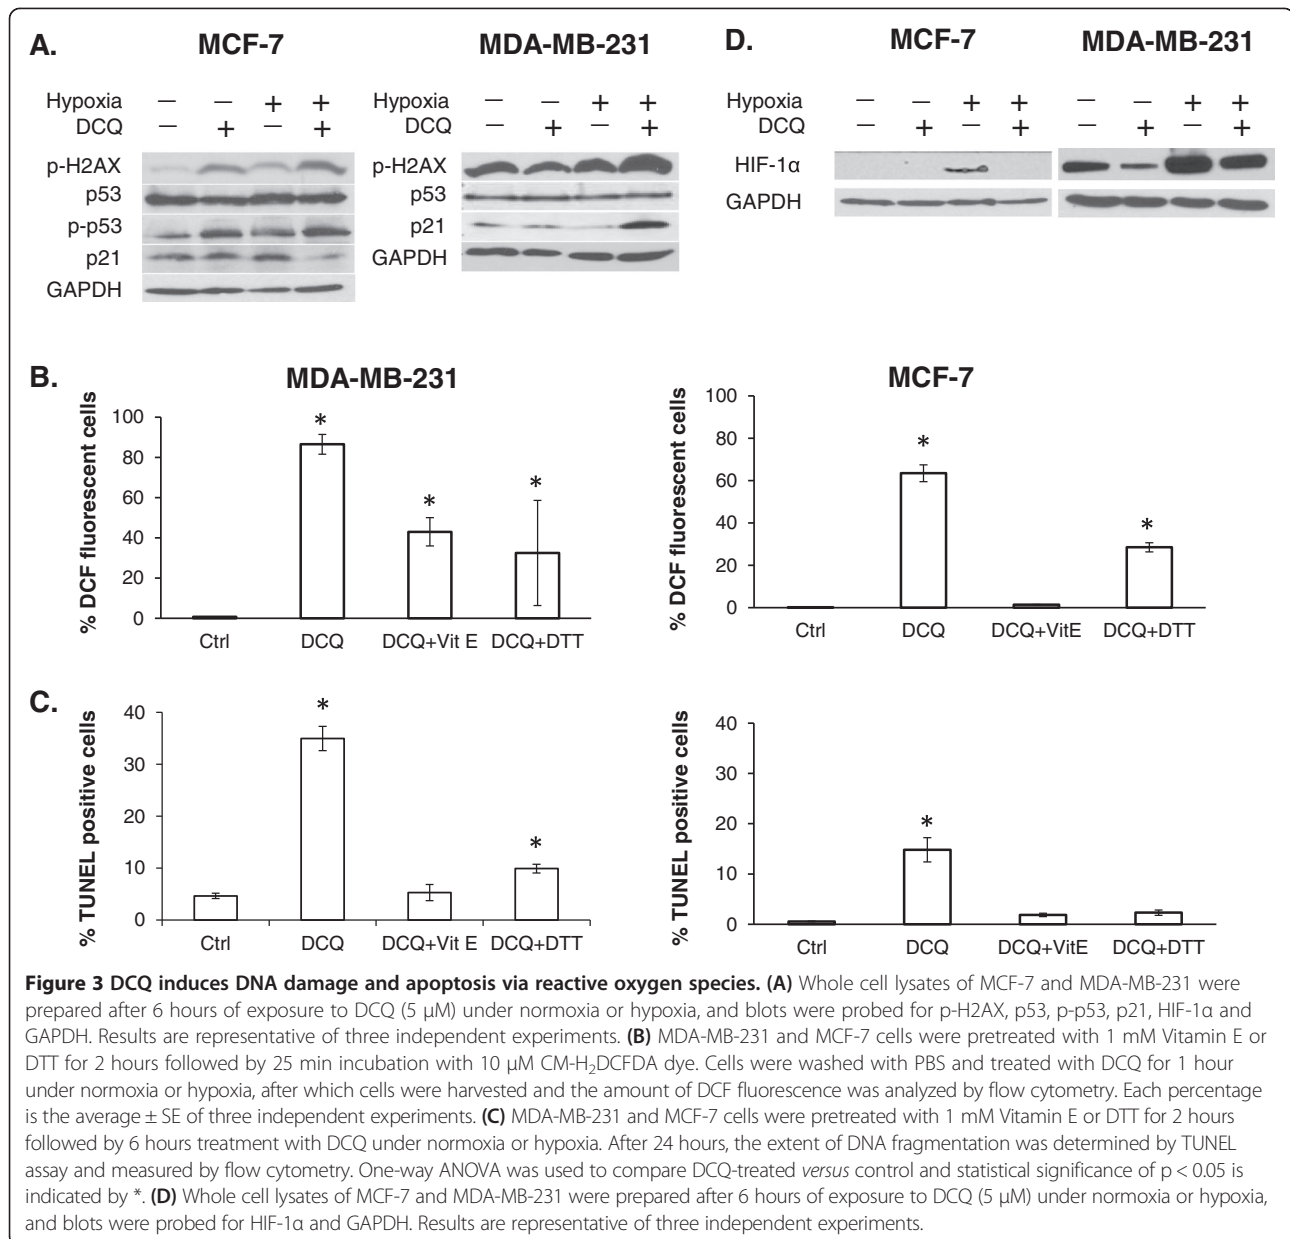 A.
MCF-7
MDA-MB-231
Hypoxia – – + +
DCQ – + – +
p-H2AX
p53
p-p53
p21
GAPDH
Hypoxia – – + +
DCQ – + – +
p-H2AX
p53
p21
GAPDH
D.
MCF-7
MDA-MB-231
Hypoxia – – + + – – + +
DCQ – + – + – + – +
HIF-1α
GAPDH
B.
MDA-MB-231
% DCF fluorescent cells
100
80
60
40
20
0
* * *
Ctrl DCQ DCQ+Vit E DCQ+DTT
MCF-7
% DCF fluorescent cells
100
80
60
40
20
0
* *
Ctrl DCQ DCQ+VitE DCQ+DTT
C.
% TUNEL positive cells
40
30
20
10
0
* *
Ctrl DCQ DCQ+Vit E DCQ+DTT
% TUNEL positive cells
40
30
20
10
0
*
Ctrl DCQ DCQ+VitE DCQ+DTT
Figure 3 DCQ induces DNA damage and apoptosis via reactive oxygen species. (A) Whole cell lysates of MCF-7 and MDA-MB-231 were
prepared after 6 hours of exposure to DCQ (5 μM) under normoxia or hypoxia, and blots were probed for p-H2AX, p53, p-p53, p21, HIF-1α and
GAPDH. Results are representative of three independent experiments. (B) MDA-MB-231 and MCF-7 cells were pretreated with 1 mM Vitamin E or
DTT for 2 hours followed by 25 min incubation with 10 μM CM-H₂DCFDA dye. Cells were washed with PBS and treated with DCQ for 1 hour
under normoxia or hypoxia, after which cells were harvested and the amount of DCF fluorescence was analyzed by flow cytometry. Each percentage
is the average ± SE of three independent experiments. (C) MDA-MB-231 and MCF-7 cells were pretreated with 1 mM Vitamin E or DTT for 2 hours
followed by 6 hours treatment with DCQ under normoxia or hypoxia. After 24 hours, the extent of DNA fragmentation was determined by TUNEL
assay and measured by flow cytometry. One-way ANOVA was used to compare DCQ-treated versus control and statistical significance of p < 0.05 is
indicated by *. (D) Whole cell lysates of MCF-7 and MDA-MB-231 were prepared after 6 hours of exposure to DCQ (5 μM) under normoxia or hypoxia,
and blots were probed for HIF-1α and GAPDH. Results are representative of three independent experiments.